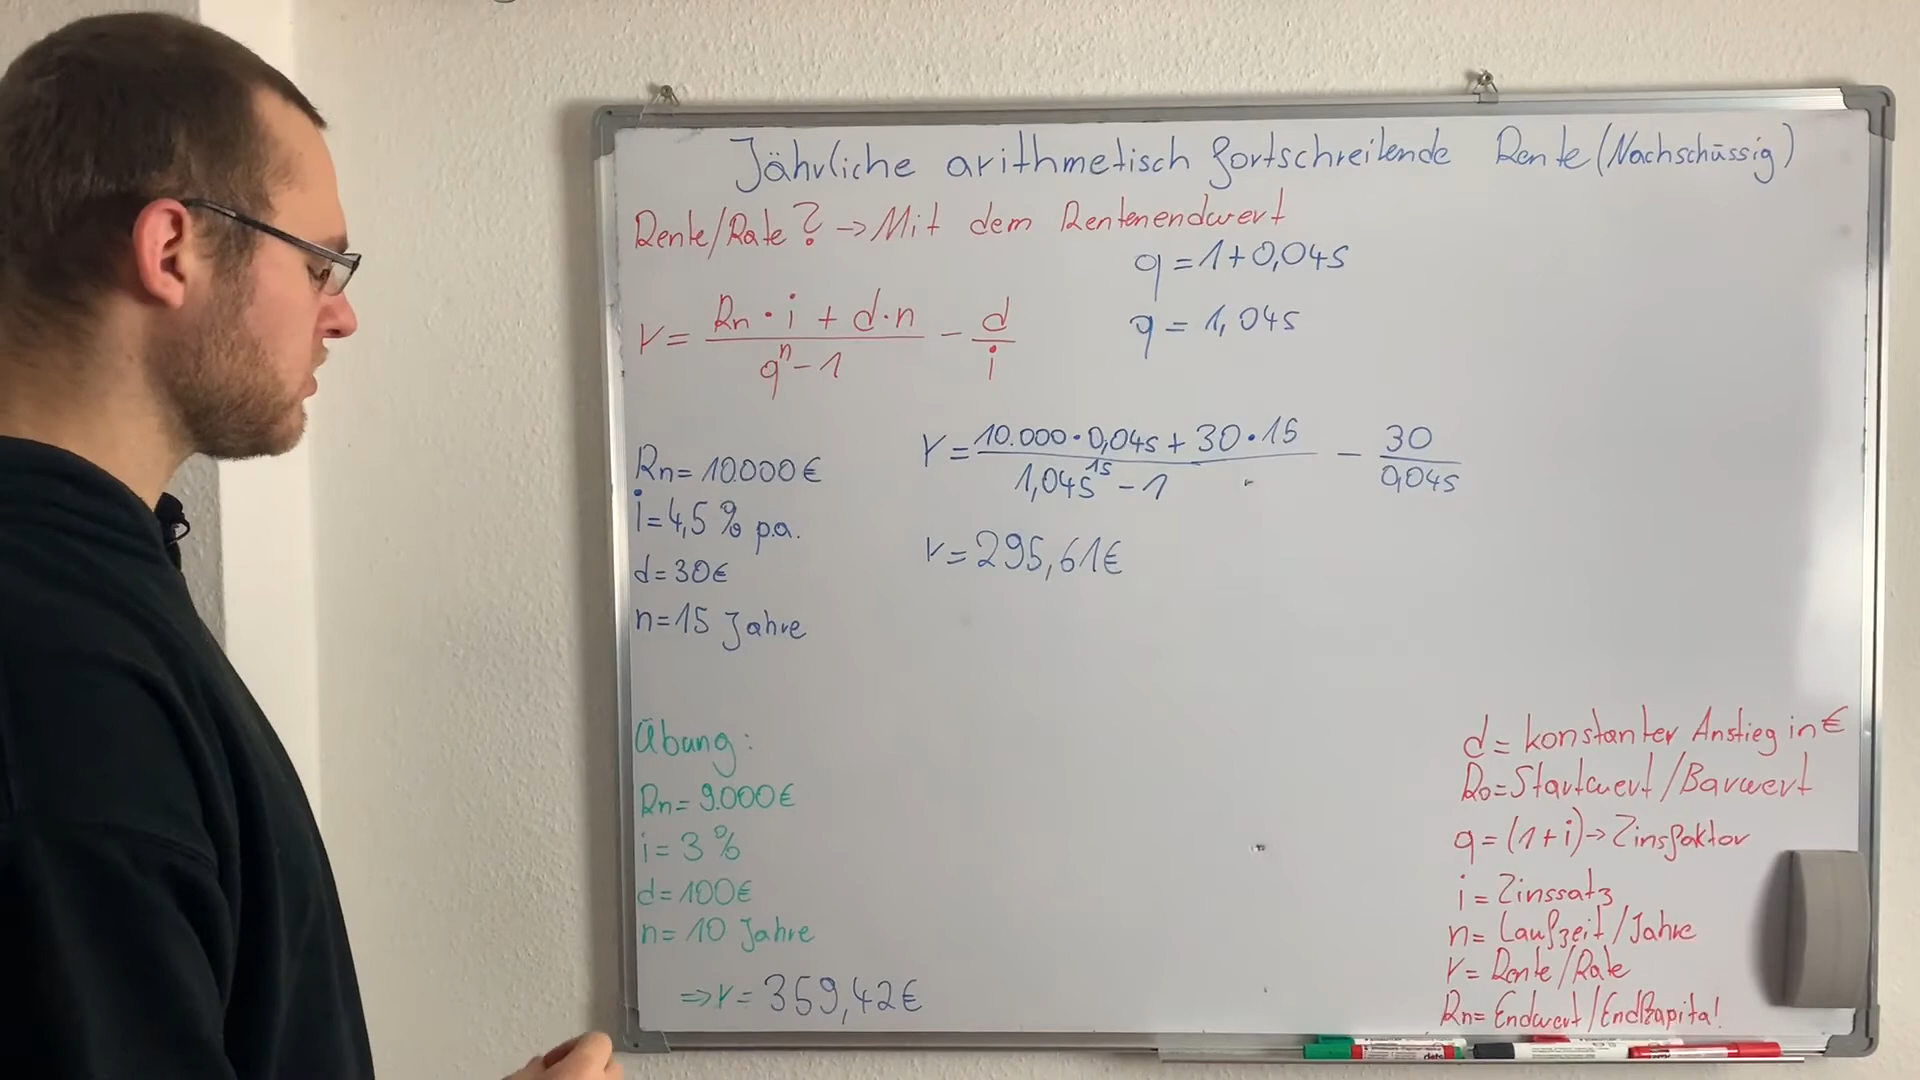 Jährliche arithmetisch fortschreitende Rente (Nachschüssig)
Rente/Rate? → Mit dem Rentenendwert
q = 1 + 0,045
q = 1,045
r = (Rn · i + d · n) / (q^n - 1) - d / i
Rn = 10.000 €
i = 4,5 % p.a.
d = 30 €
n = 15 Jahre
r = (10.000 · 0,045 + 30 · 15) / (1,045^15 - 1) - 30 / 0,045
r = 295,61 €
Übung:
Rn = 9.000 €
i = 3 %
d = 100 €
n = 10 Jahre
⇒ r = 359,42 €
d = konstanter Anstieg in €
R0 = Startwert / Barwert
q = (1 + i) → Zinsfaktor
i = Zinssatz
n = Laufzeit / Jahre
r = Rente / Rate
Rn = Endwert / Endkapital